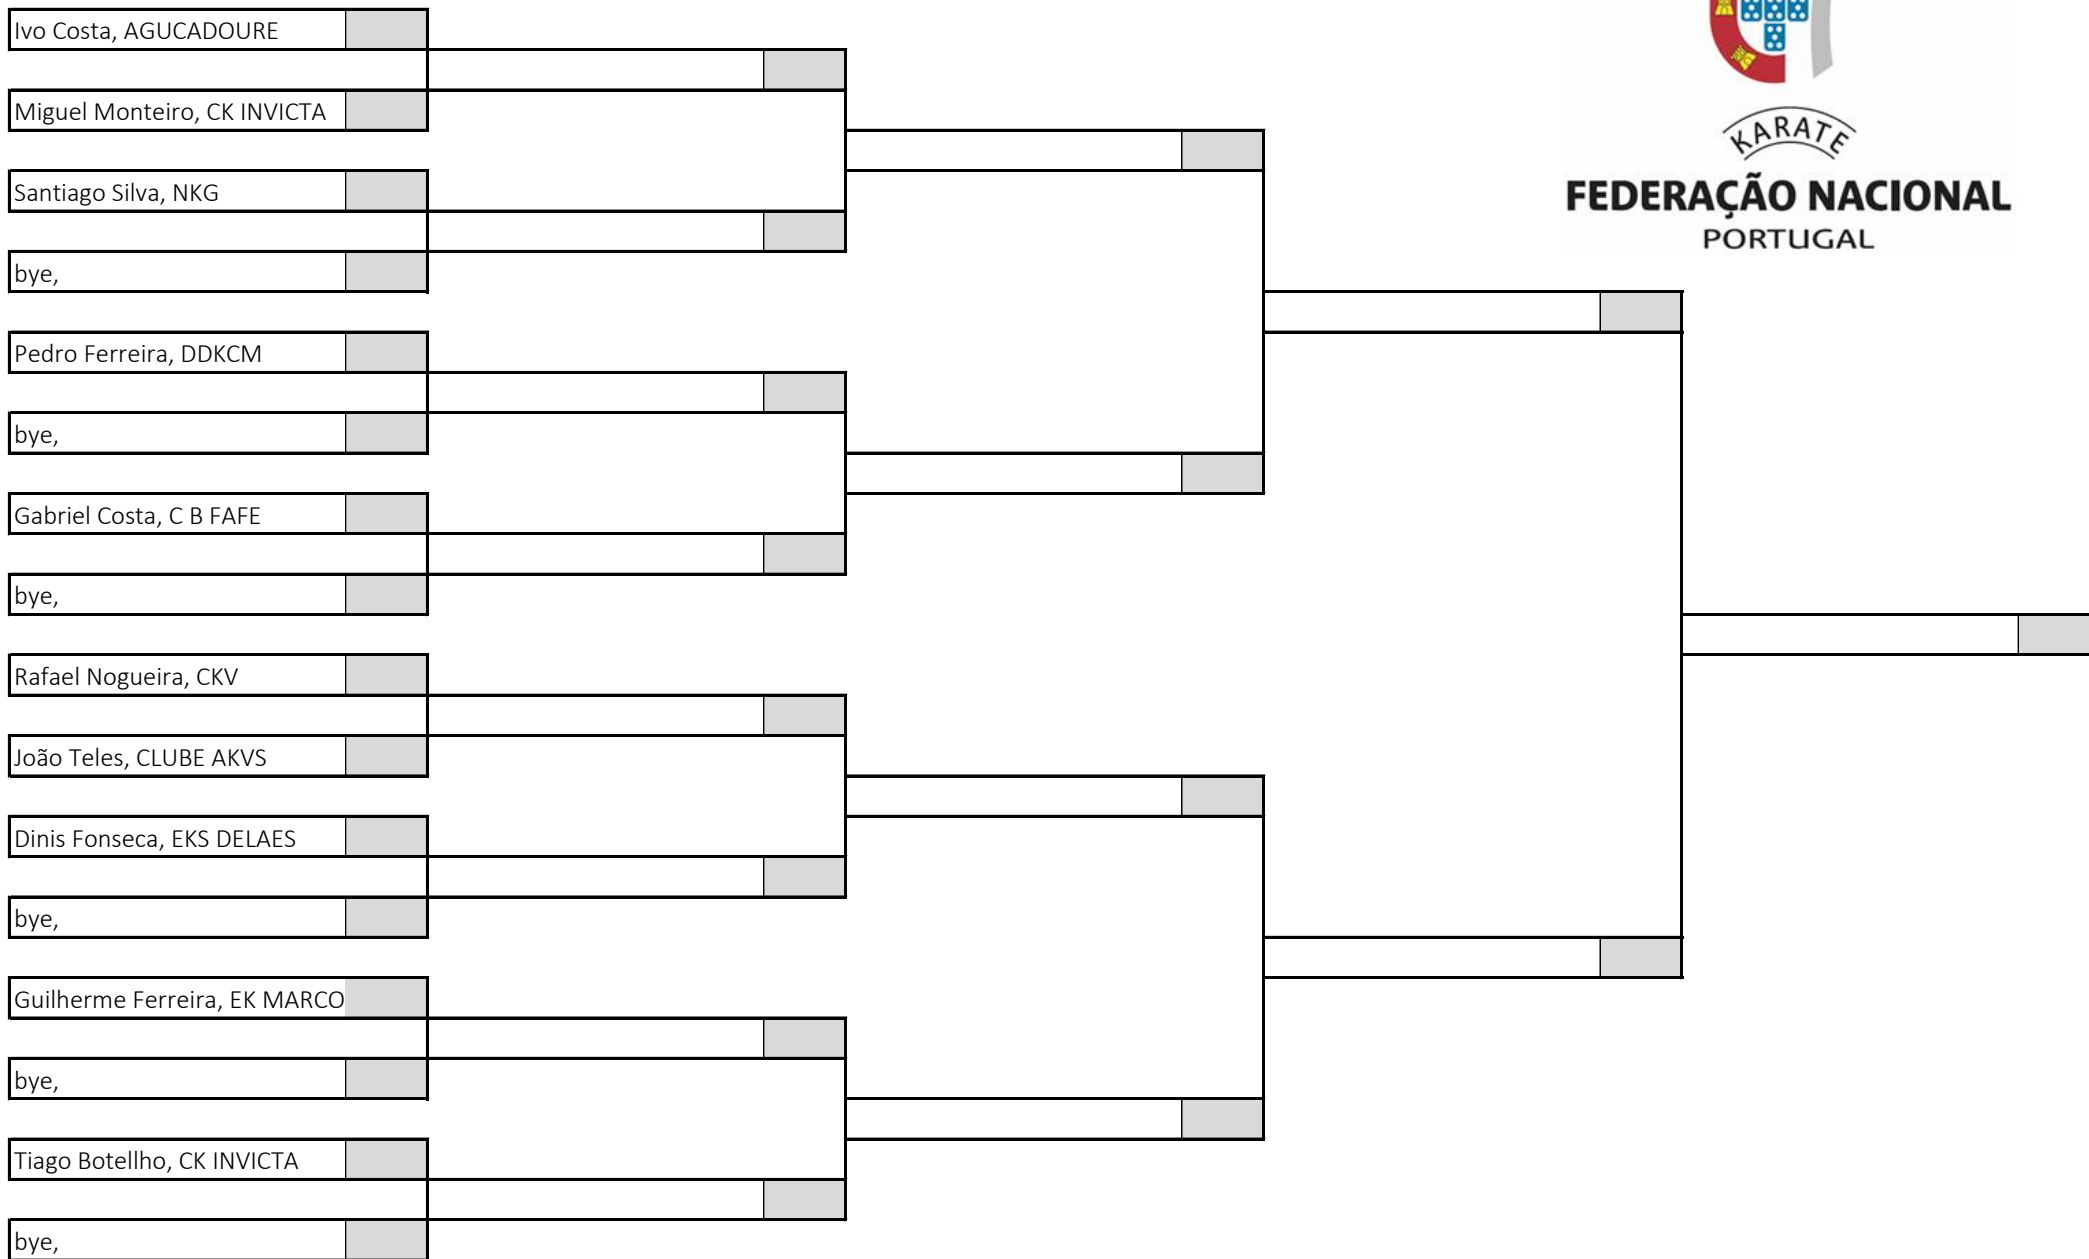 Ivo Costa, AGUCADOURE
Miguel Monteiro, CK INVICTA
Santiago Silva, NKG
bye,
Pedro Ferreira, DDKCM
bye,
Gabriel Costa, C B FAFE
bye,
Rafael Nogueira, CKV
João Teles, CLUBE AKVS
Dinis Fonseca, EKS DELAES
bye,
Guilherme Ferreira, EK MARCO
bye,
Tiago Botellho, CK INVICTA
bye,
KARATE
FEDERAÇÃO NACIONAL
PORTUGAL